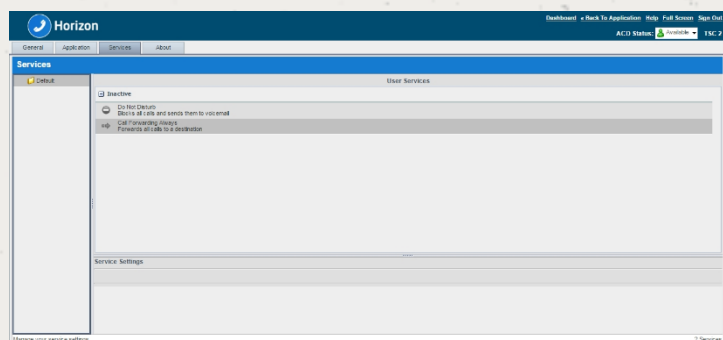 Horizon
Dashboard « Back To Application Help Full Screen Sign Out
ACD Status: Available TSC 2
General Application Services About
Services
Default
User Services
Inactive
Do Not Disturb
Blocks all calls and sends them to voicemail
Call Forwarding Always
Forwards all calls to a destination
Service Settings
Manage your service settings
Services